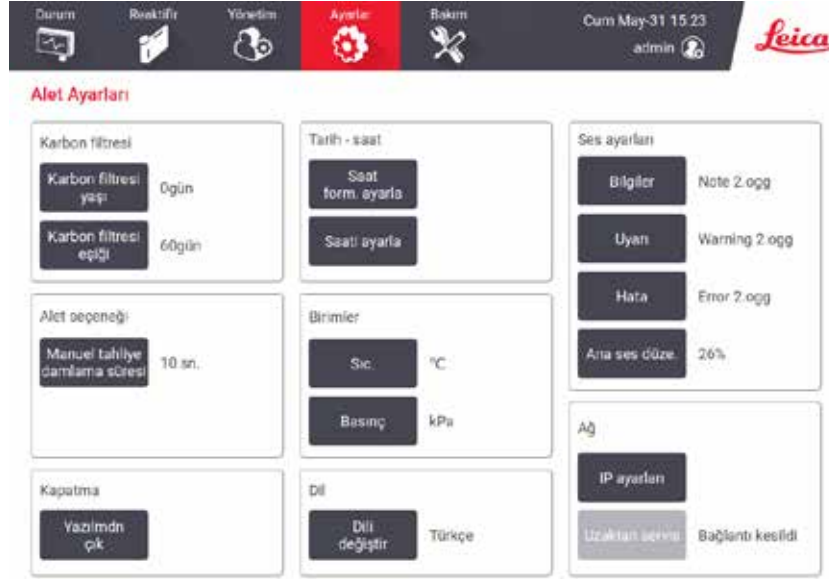 Durum Reaktifir Yönetim Ayarlar Bakım
Cum May-31 15:23
admin
Leica
Alet Ayarları
Karbon filtresi
Karbon filtresi
yaşı
0gün
Karbon filtresi
eşiği
60gün
Tarih - saat
Saat
form. ayarla
Saati ayarla
Ses ayarları
Bilgiler
Note 2.ogg
Uyarı
Warning 2.ogg
Hata
Error 2.ogg
Ana ses düze.
26%
Alet seçeneği
Manuel tahliye
damlama süresi
10 sn.
Birimler
Sıc.
°C
Basınç
kPa
Ağ
IP ayarları
Uzaktan servis
Bağlantı kesildi
Kapatma
Yazılmdn
çık
Dil
Dili
değiştir
Türkçe